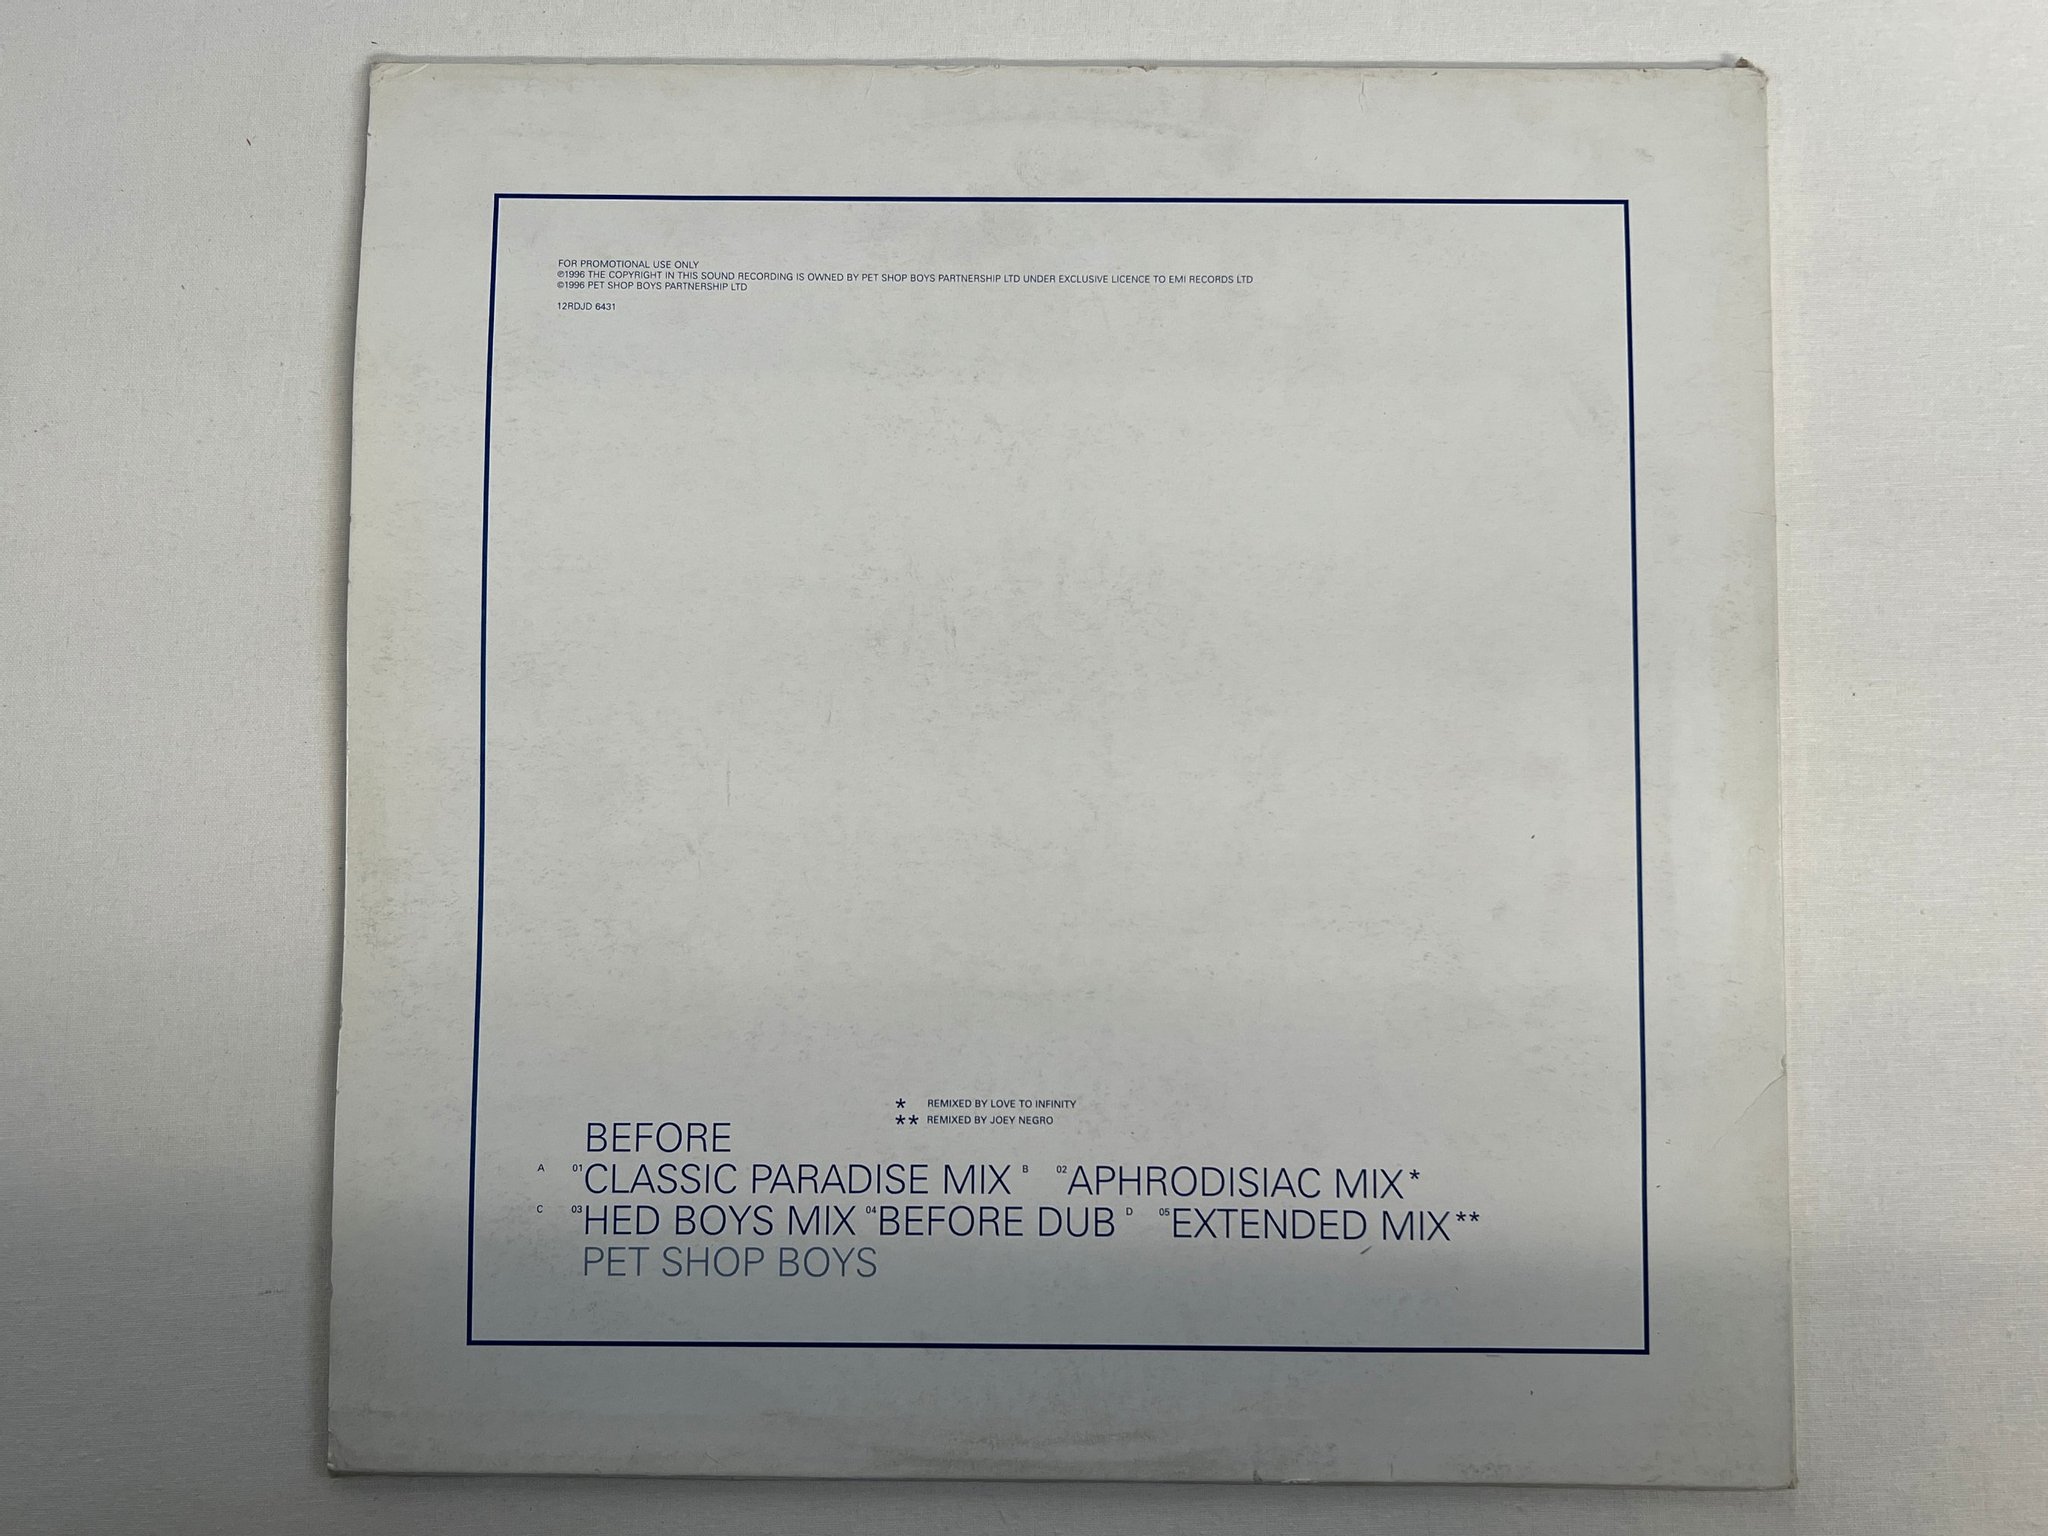 FOR PROMOTIONAL USE ONLY
℗1996 THE COPYRIGHT IN THIS SOUND RECORDING IS OWNED BY PET SHOP BOYS PARTNERSHIP LTD UNDER EXCLUSIVE LICENCE TO EMI RECORDS LTD
©1996 PET SHOP BOYS PARTNERSHIP LTD
12RDJD 6431
* REMIXED BY LOVE TO INFINITY
** REMIXED BY JOEY NEGRO
BEFORE
A 01 CLASSIC PARADISE MIX B 02 APHRODISIAC MIX*
C 03 HED BOYS MIX 04 BEFORE DUB D 05 EXTENDED MIX**
PET SHOP BOYS